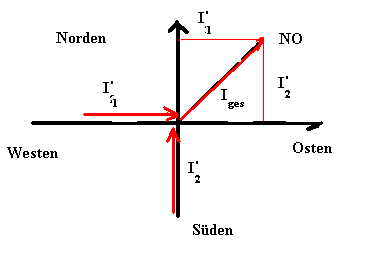 I'1
Norden
NO
I'1
I'2
Iges
Osten
Westen
I'2
Süden